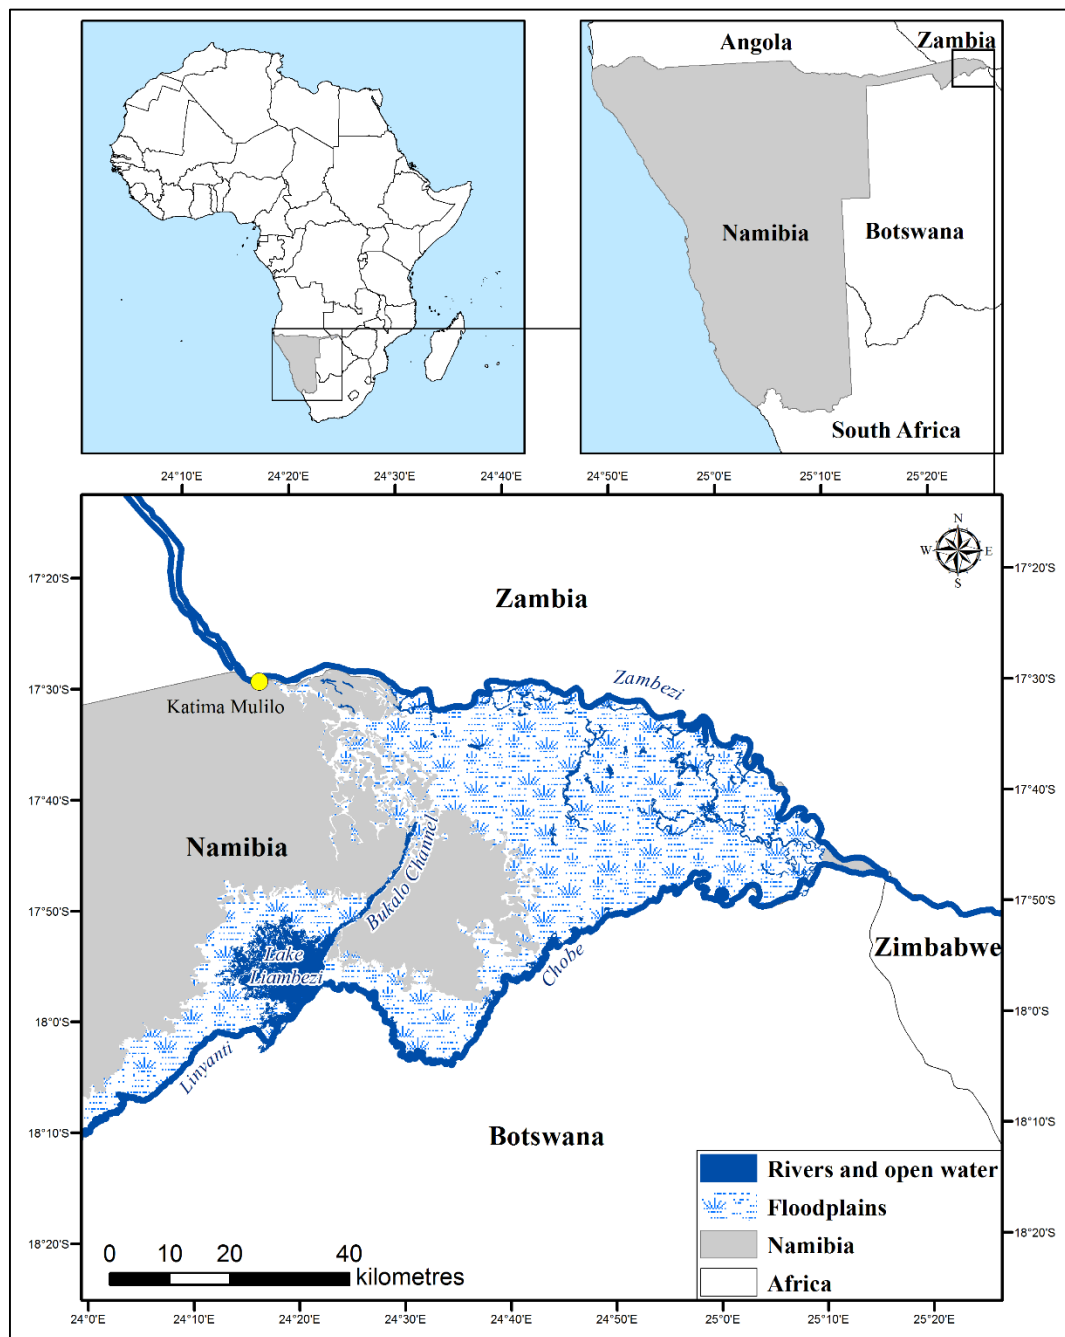 Angola
Zambia
Namibia
Botswana
South Africa
24°10'E
24°20'E
24°30'E
24°40'E
24°50'E
25°0'E
25°10'E
25°20'E
N
W
E
S
17°20'S
17°20'S
Zambia
Zambezi
17°30'S
17°30'S
Katima Mulilo
17°40'S
17°40'S
Namibia
Bukalo Channel
17°50'S
17°50'S
Zimbabwe
Lake
Liambezi
Chobe
18°0'S
18°0'S
Linyanti
18°10'S
18°10'S
Botswana
Rivers and open water
Floodplains
Namibia
Africa
18°20'S
18°20'S
0 10 20 40
kilometres
24°0'E
24°10'E
24°20'E
24°30'E
24°40'E
24°50'E
25°0'E
25°10'E
25°20'E